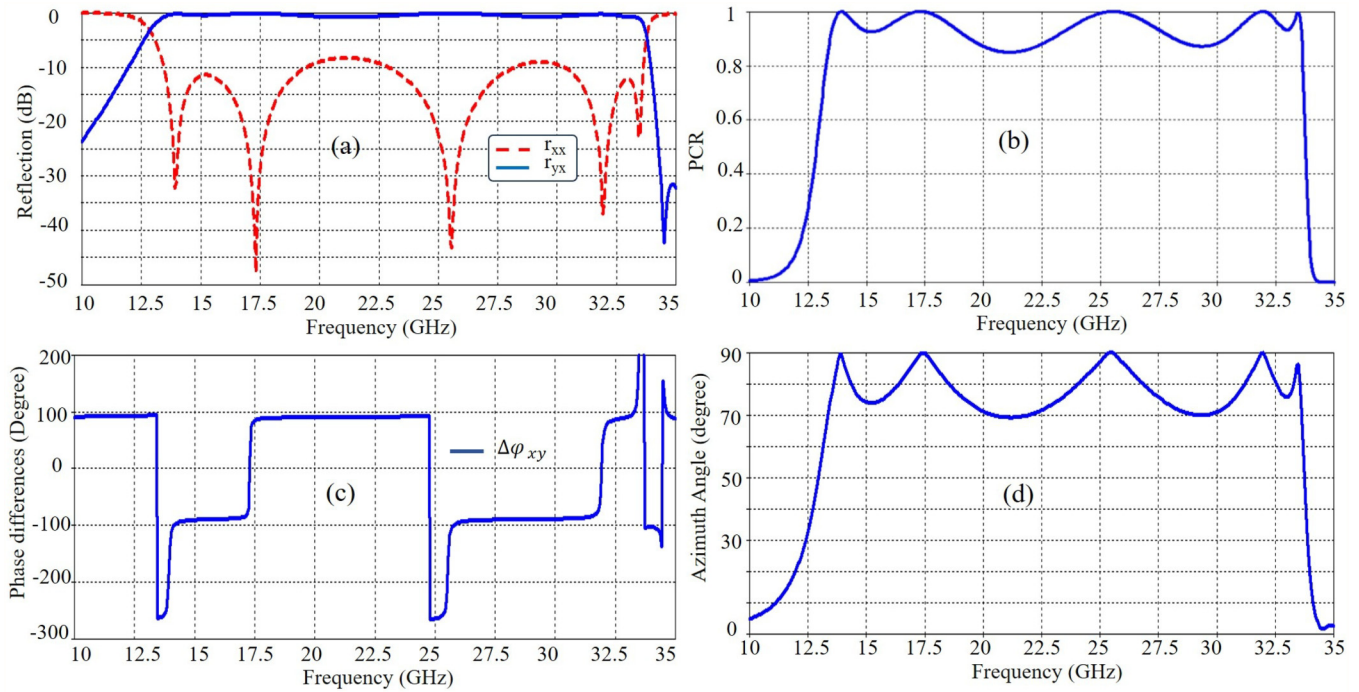 0
-10
-20
-30
-40
-50
Reflection (dB)
(a)
r_xx
r_yx
10 12.5 15 17.5 20 22.5 25 27.5 30 32.5 35
Frequency (GHz)
1
0.8
0.6
0.4
0.2
0
PCR
(b)
10 12.5 15 17.5 20 22.5 25 27.5 30 32.5 35
Frequency (GHz)
200
100
0
-100
-200
-300
Phase differences (Degree)
Δφ_xy
(c)
10 12.5 15 17.5 20 22.5 25 27.5 30 32.5 35
Frequency (GHz)
90
70
50
30
10
0
Azimuth Angle (degree)
(d)
10 12.5 15 17.5 20 22.5 25 27.5 30 32.5 35
Frequency (GHz)